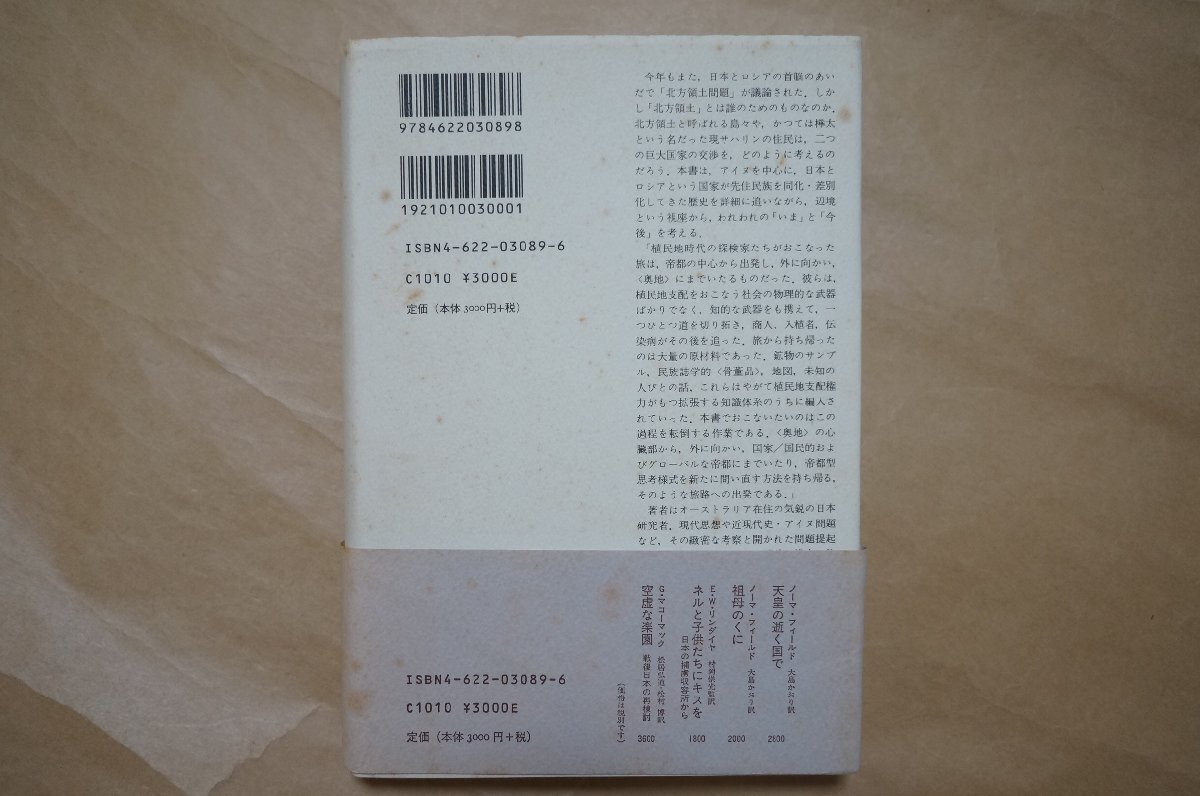 9784622030898
1921010030001
ISBN4-622-03089-6
C1010 ¥3000E
定価（本体3000円+税）
今年もまた，日本とロシアの首脳のあい
だで「北方領土問題」が議論された．しか
し「北方領土」とは誰のためのものなのか．
北方領土と呼ばれる島々や，かつては樺太
という名だった現サハリンの住民は，二つ
の巨大国家の交渉を，どのように考えるの
だろう．本書は，アイヌを中心に，日本と
ロシアという国家が先住民族を同化・差別
化してきた歴史を詳細に追いながら，辺境
という視座から，われわれの「いま」と「今
後」を考える．
「植民地時代の探検家たちがおこなった
旅は，帝都の中心から出発し，外に向かい，
〈奥地〉にまでいたるものだった．彼らは，
植民地支配をおこなう社会の物理的な武器
ばかりでなく，知的な武器をも携えて，一
つひとつ道を切り拓き，商人，入植者，伝
染病がその後を追った．旅から持ち帰った
のは大量の原材料であった．鉱物のサンプ
ル，民族誌学的〈骨董品〉，地図，未知の
人びとの話，これらはやがて植民地支配権
力がもつ拡張する知識体系のうちに編入さ
れていった．本書でおこないたいのはこの
過程を転倒する作業である．〈奥地〉の心
臓部から，外に向かい，国家／国民的およ
びグローバルな帝都にまでいたり，帝都型
思考様式を新たに問い直す方法を持ち帰る，
そのような旅路への出発である．」
著者はオーストラリア在住の気鋭の日本
研究者．現代思想や近現代史・アイヌ問題
など，その緻密な考察と開かれた問題提起
ノーマ・フィールド 大島かおり訳
天皇の逝く国で 2800
ノーマ・フィールド 大島かおり訳
祖母のくに 2000
E・W・リンダイヤ 村岡崇光監訳
ネルと子供たちにキスを 日本の捕虜収容所から 1800
G・マコーマック 松居弘道・松村博訳
空虚な楽園 戦後日本の再検討 3600
（価格は税別です）
ISBN4-622-03089-6
C1010 ¥3000E
定価（本体3000円+税）